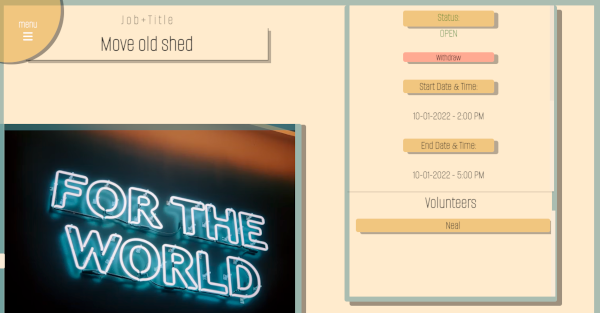 menu
Job+Title
Move old shed
FOR THE
WORLD
Status
OPEN
Withdraw
Start Date & Time:
10-01-2022 - 2:00 PM
End Date & Time:
10-01-2022 - 5:00 PM
Volunteers
Neal